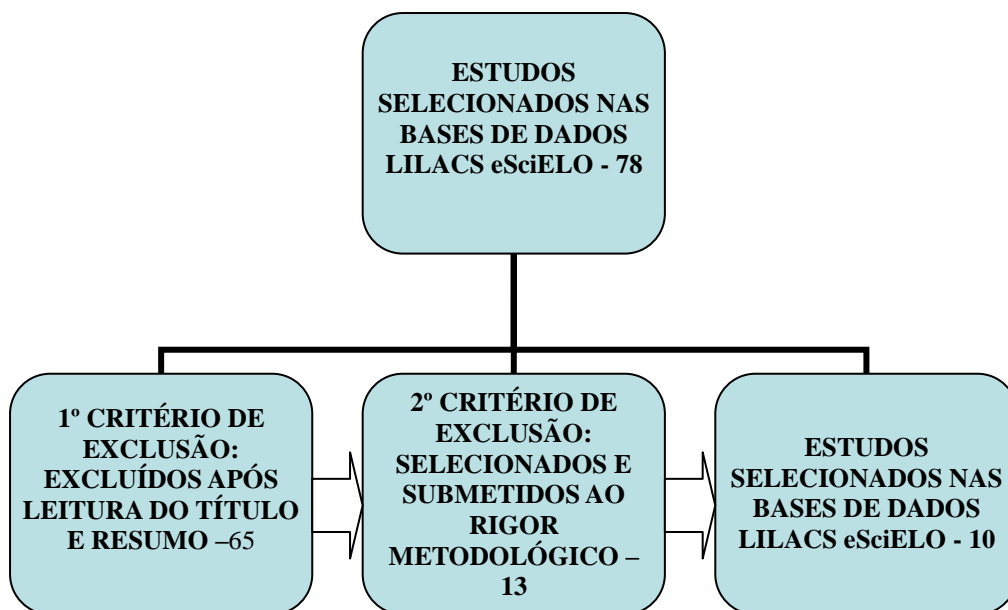 ESTUDOS
SELECIONADOS NAS
BASES DE DADOS
LILACS eSciELO - 78
1º CRITÉRIO DE
EXCLUSÃO:
EXCLUÍDOS APÓS
LEITURA DO TÍTULO
E RESUMO –65
2º CRITÉRIO DE
EXCLUSÃO:
SELECIONADOS E
SUBMETIDOS AO
RIGOR
METODOLÓGICO –
13
ESTUDOS
SELECIONADOS NAS
BASES DE DADOS
LILACS eSciELO - 10